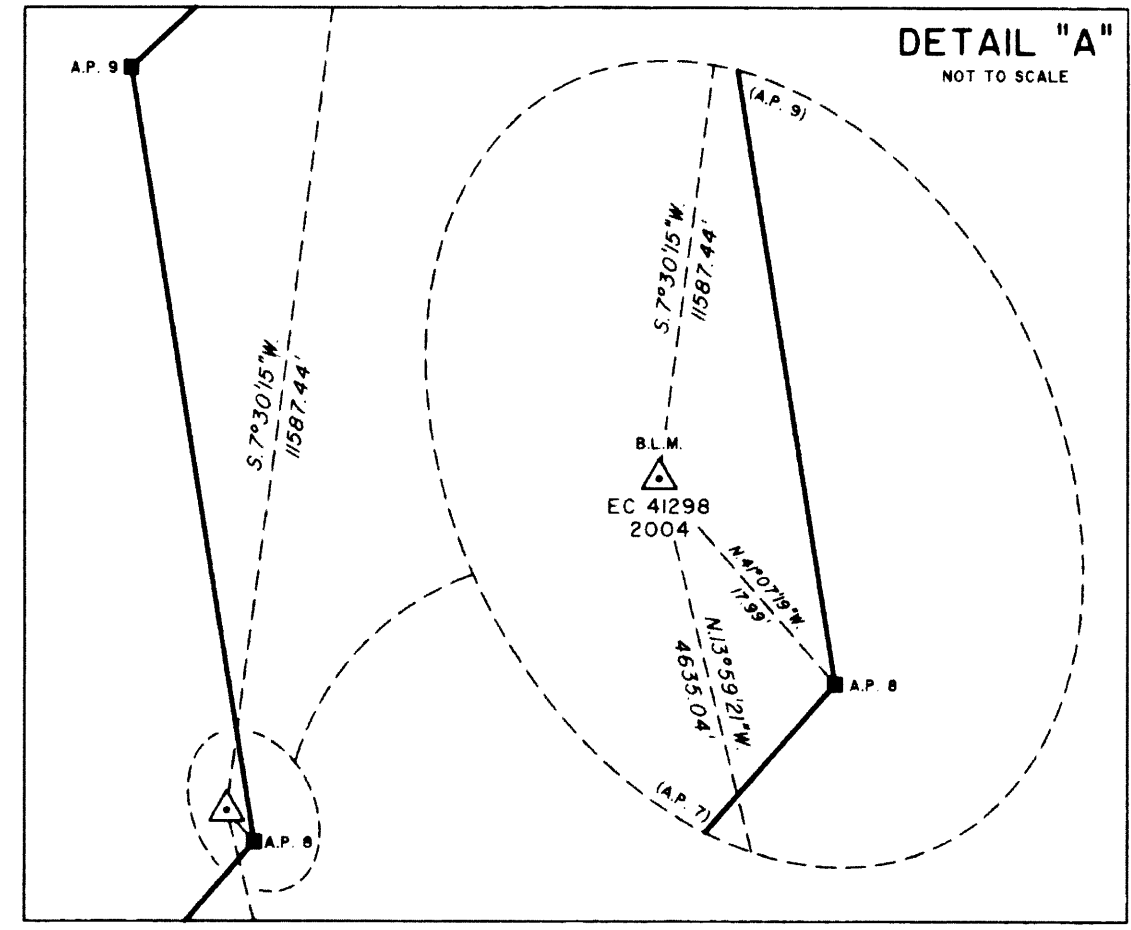 DETAIL "A"
NOT TO SCALE
A.P. 9
(A.P. 9)
S. 7°30'15"W.
11587.44'
S. 7°30'15"W.
11587.44'
B.L.M.
EC 41298
2004
N.41°07'19"W.
17.99'
N.13°59'21"W.
4635.04'
A.P. 8
(A.P. 7)
A.P. 8